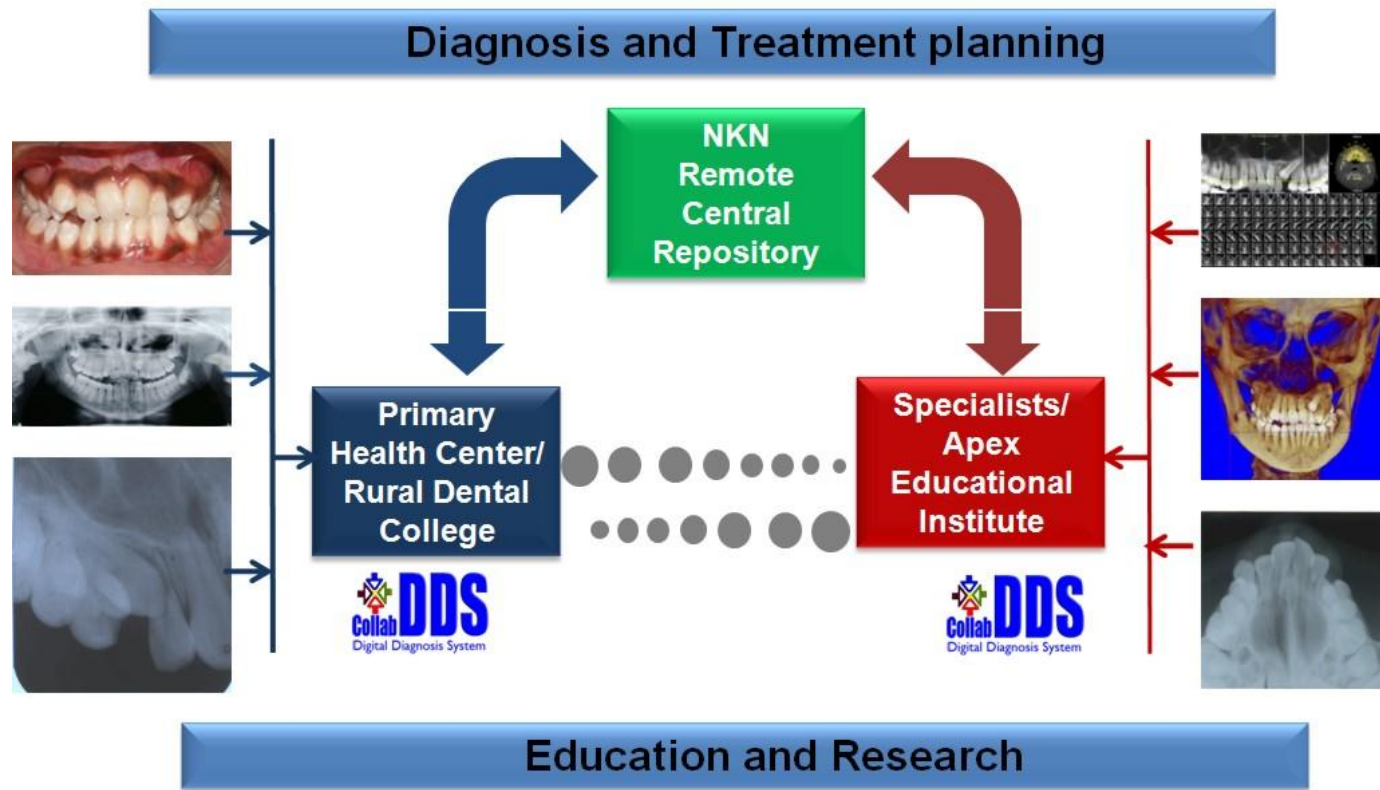 Diagnosis and Treatment planning
NKN
Remote
Central
Repository
Primary
Health Center/
Rural Dental
College
Specialists/
Apex
Educational
Institute
Collab DDS
Digital Diagnosis System
Collab DDS
Digital Diagnosis System
Education and Research